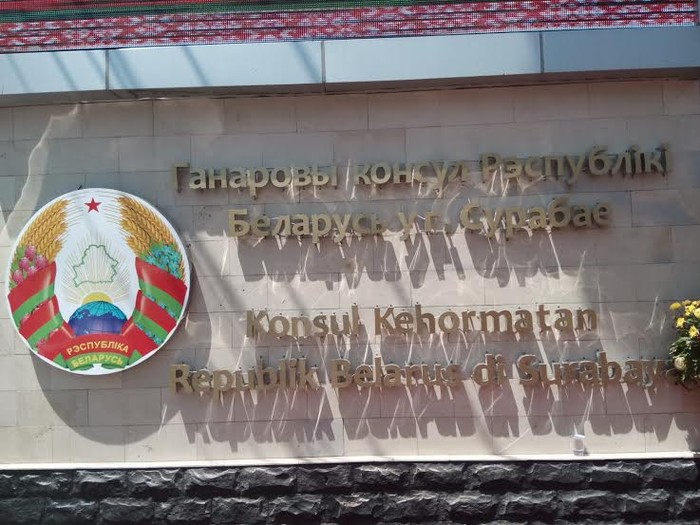 Ганаровы консул Рэспублікі
Беларусь у г. Сурабае
Konsul Kehormatan
Republik Belarus di Surabaya
РЭСПУБЛІКА
БЕЛАРУСЬ